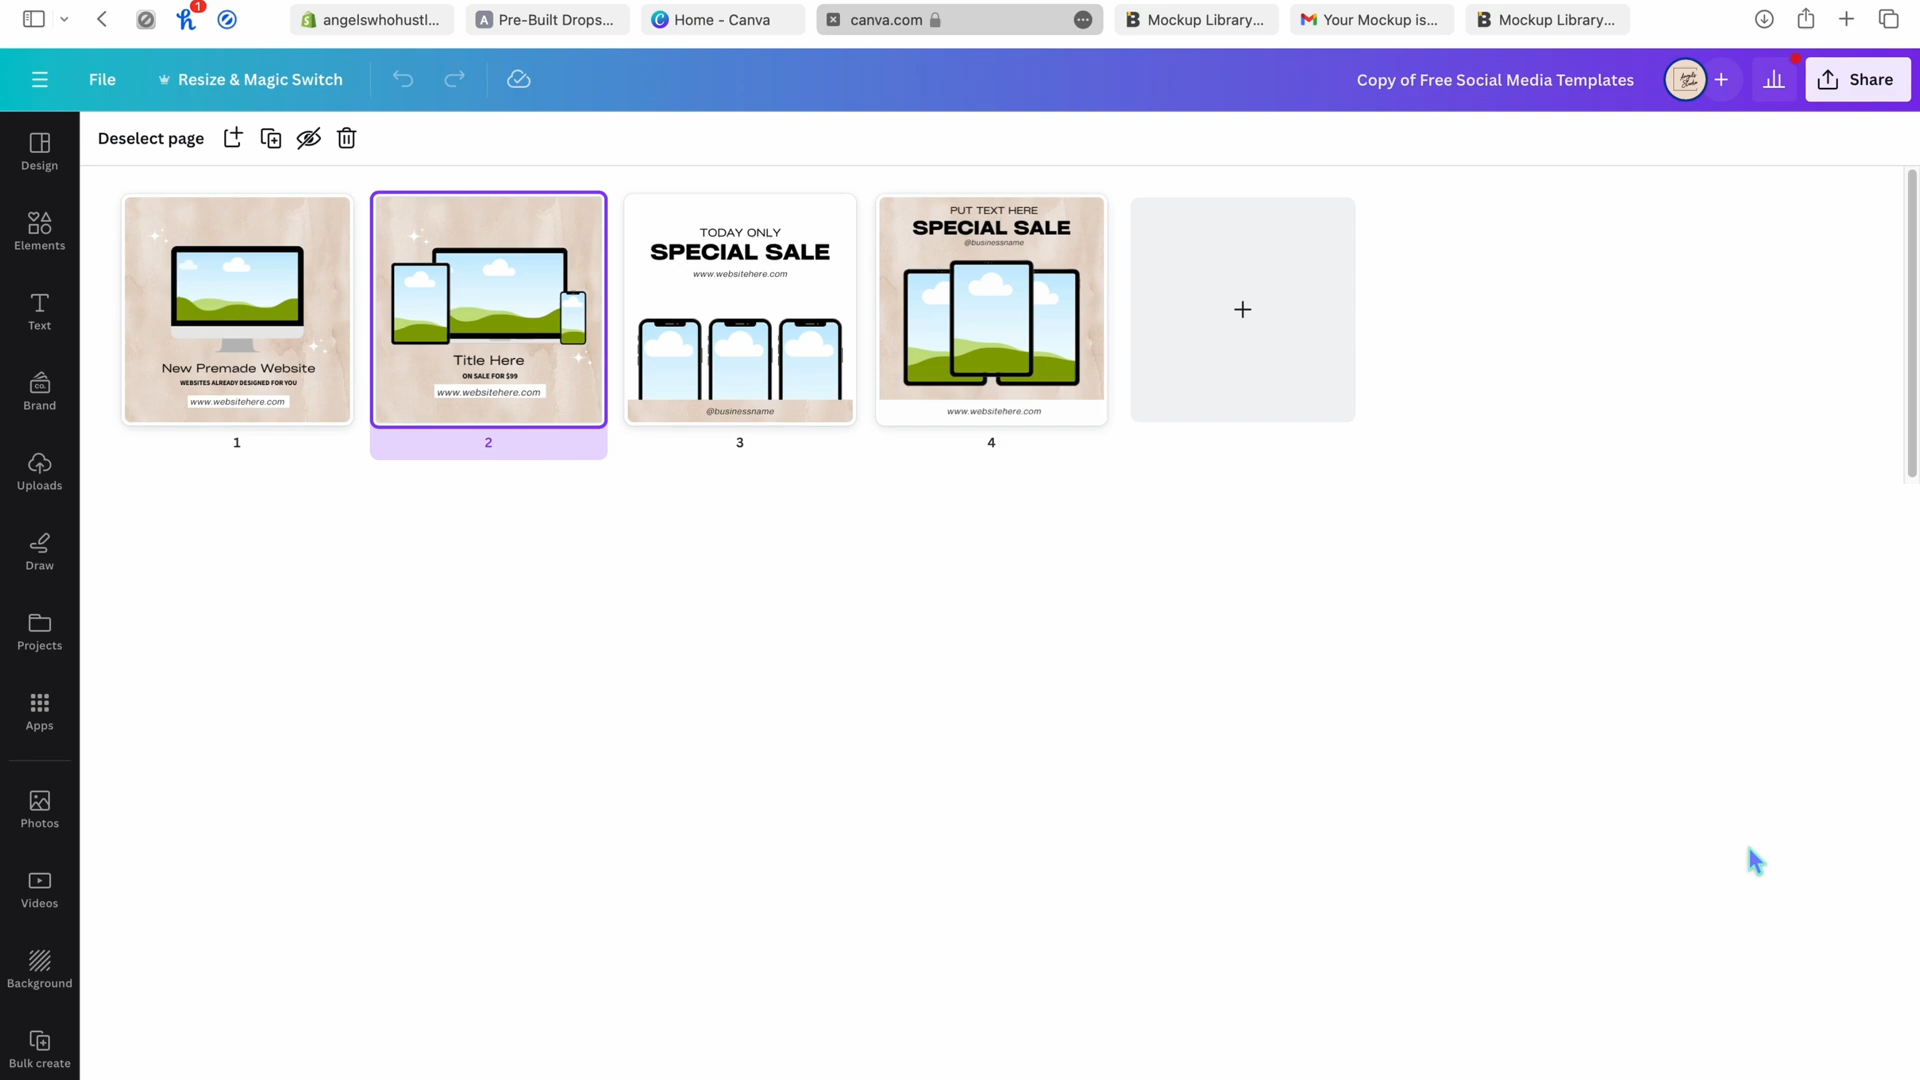 1
angelswhohustl...
Pre-Built Drops...
Home - Canva
canva.com
Mockup Library...
Your Mockup is...
Mockup Library...
File
Resize & Magic Switch
Copy of Free Social Media Templates
Share
Deselect page
Design
Elements
Text
Brand
Uploads
Draw
Projects
Apps
Photos
Videos
Background
Bulk create
New Premade Website
WEBSITES ALREADY DESIGNED FOR YOU
www.websitehere.com
1
Title Here
ON SALE FOR $99
www.websitehere.com
2
TODAY ONLY
SPECIAL SALE
www.websitehere.com
@businessname
3
PUT TEXT HERE
SPECIAL SALE
@businessname
www.websitehere.com
4